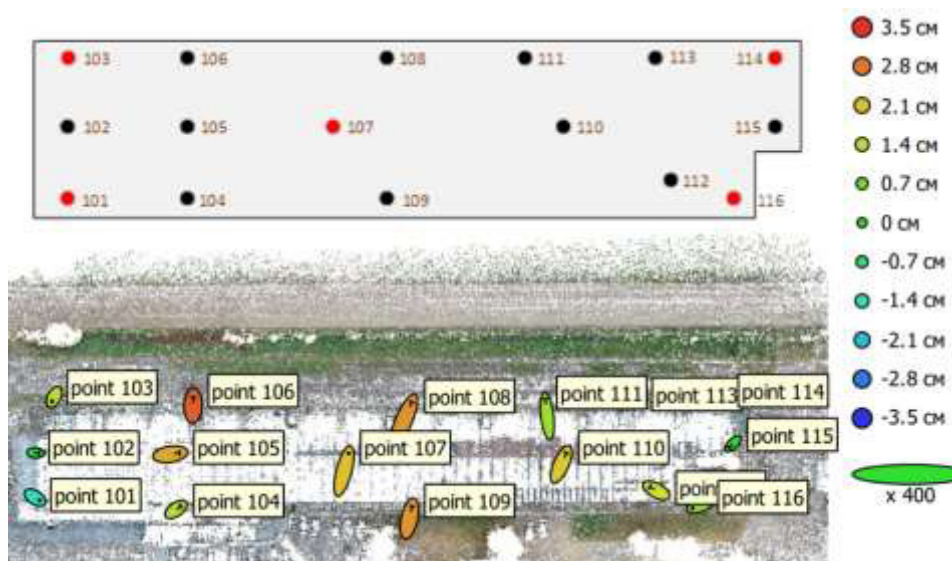 103
106
108
111
113
114
102
105
107
110
115
112
101
104
109
116
3.5 см
2.8 см
2.1 см
1.4 см
0.7 см
0 см
-0.7 см
-1.4 см
-2.1 см
-2.8 см
-3.5 см
x 400
point 103
point 106
point 108
point 111
point 113
point 114
point 102
point 105
point 107
point 110
point 115
point 101
point 104
point 109
point 116